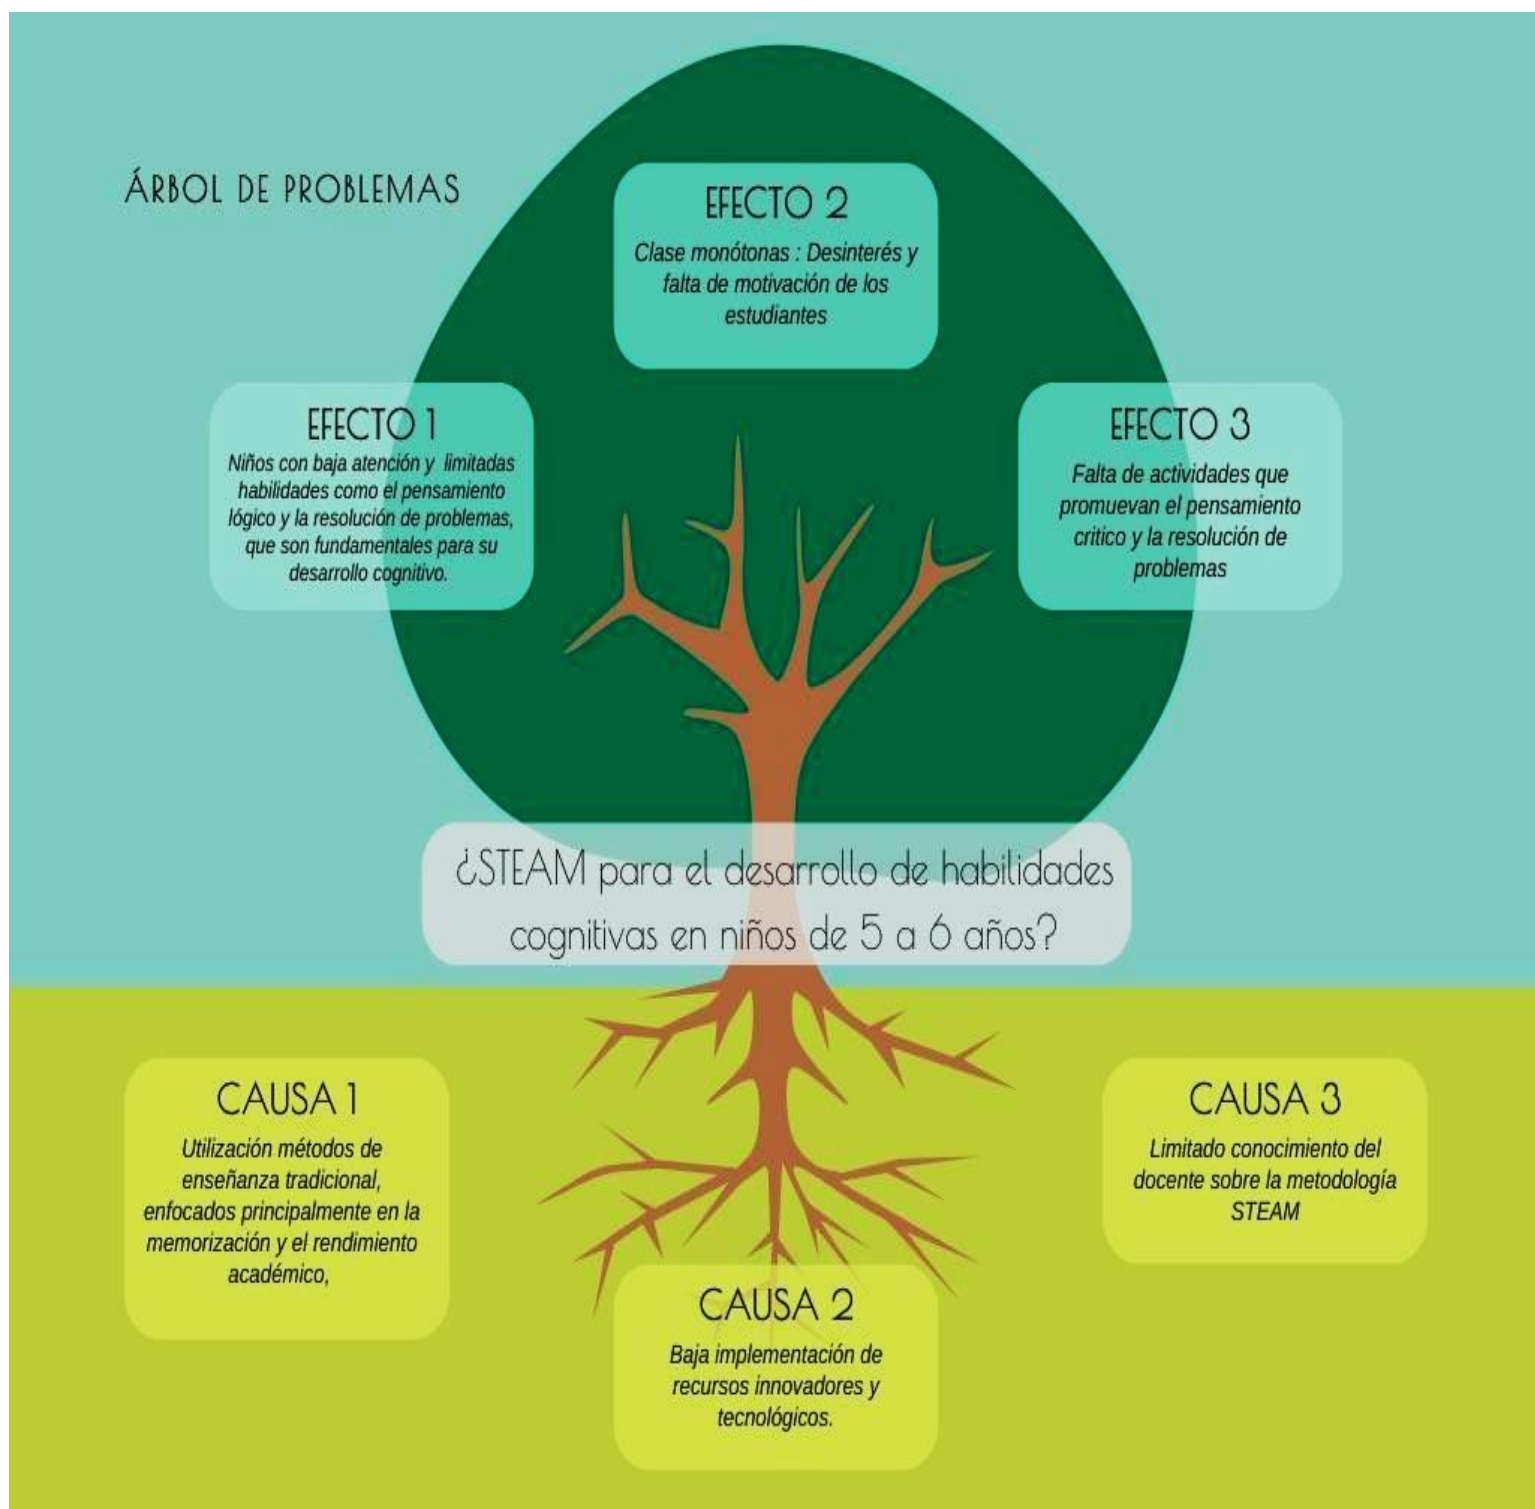 ÁRBOL DE PROBLEMAS
EFECTO 2
Clase monótonas : Desinterés y
falta de motivación de los
estudiantes
EFECTO 1
Niños con baja atención y limitadas
habilidades como el pensamiento
lógico y la resolución de problemas,
que son fundamentales para su
desarrollo cognitivo.
EFECTO 3
Falta de actividades que
promuevan el pensamiento
critico y la resolución de
problemas
¿STEAM para el desarrollo de habilidades
cognitivas en niños de 5 a 6 años?
CAUSA 1
Utilización métodos de
enseñanza tradicional,
enfocados principalmente en la
memorización y el rendimiento
académico,
CAUSA 2
Baja implementación de
recursos innovadores y
tecnológicos.
CAUSA 3
Limitado conocimiento del
docente sobre la metodología
STEAM